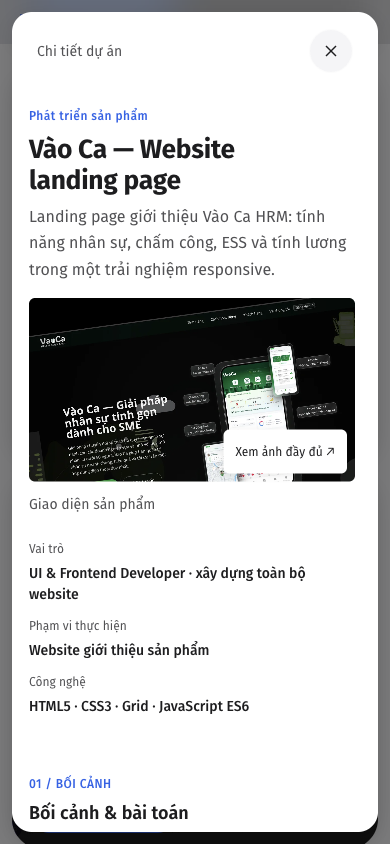 Chi tiết dự án
Phát triển sản phẩm
Vào Ca — Website
landing page
Landing page giới thiệu Vào Ca HRM: tính
năng nhân sự, chấm công, ESS và tính lương
trong một trải nghiệm responsive.
VaoCa
Vào Ca — Giải pháp
nhân sự tinh gọn
dành cho SME
Xem ảnh đầy đủ ↗
Giao diện sản phẩm
Vai trò
UI & Frontend Developer · xây dựng toàn bộ
website
Phạm vi thực hiện
Website giới thiệu sản phẩm
Công nghệ
HTML5 · CSS3 · Grid · JavaScript ES6
01 / BỐI CẢNH
Bối cảnh & bài toán